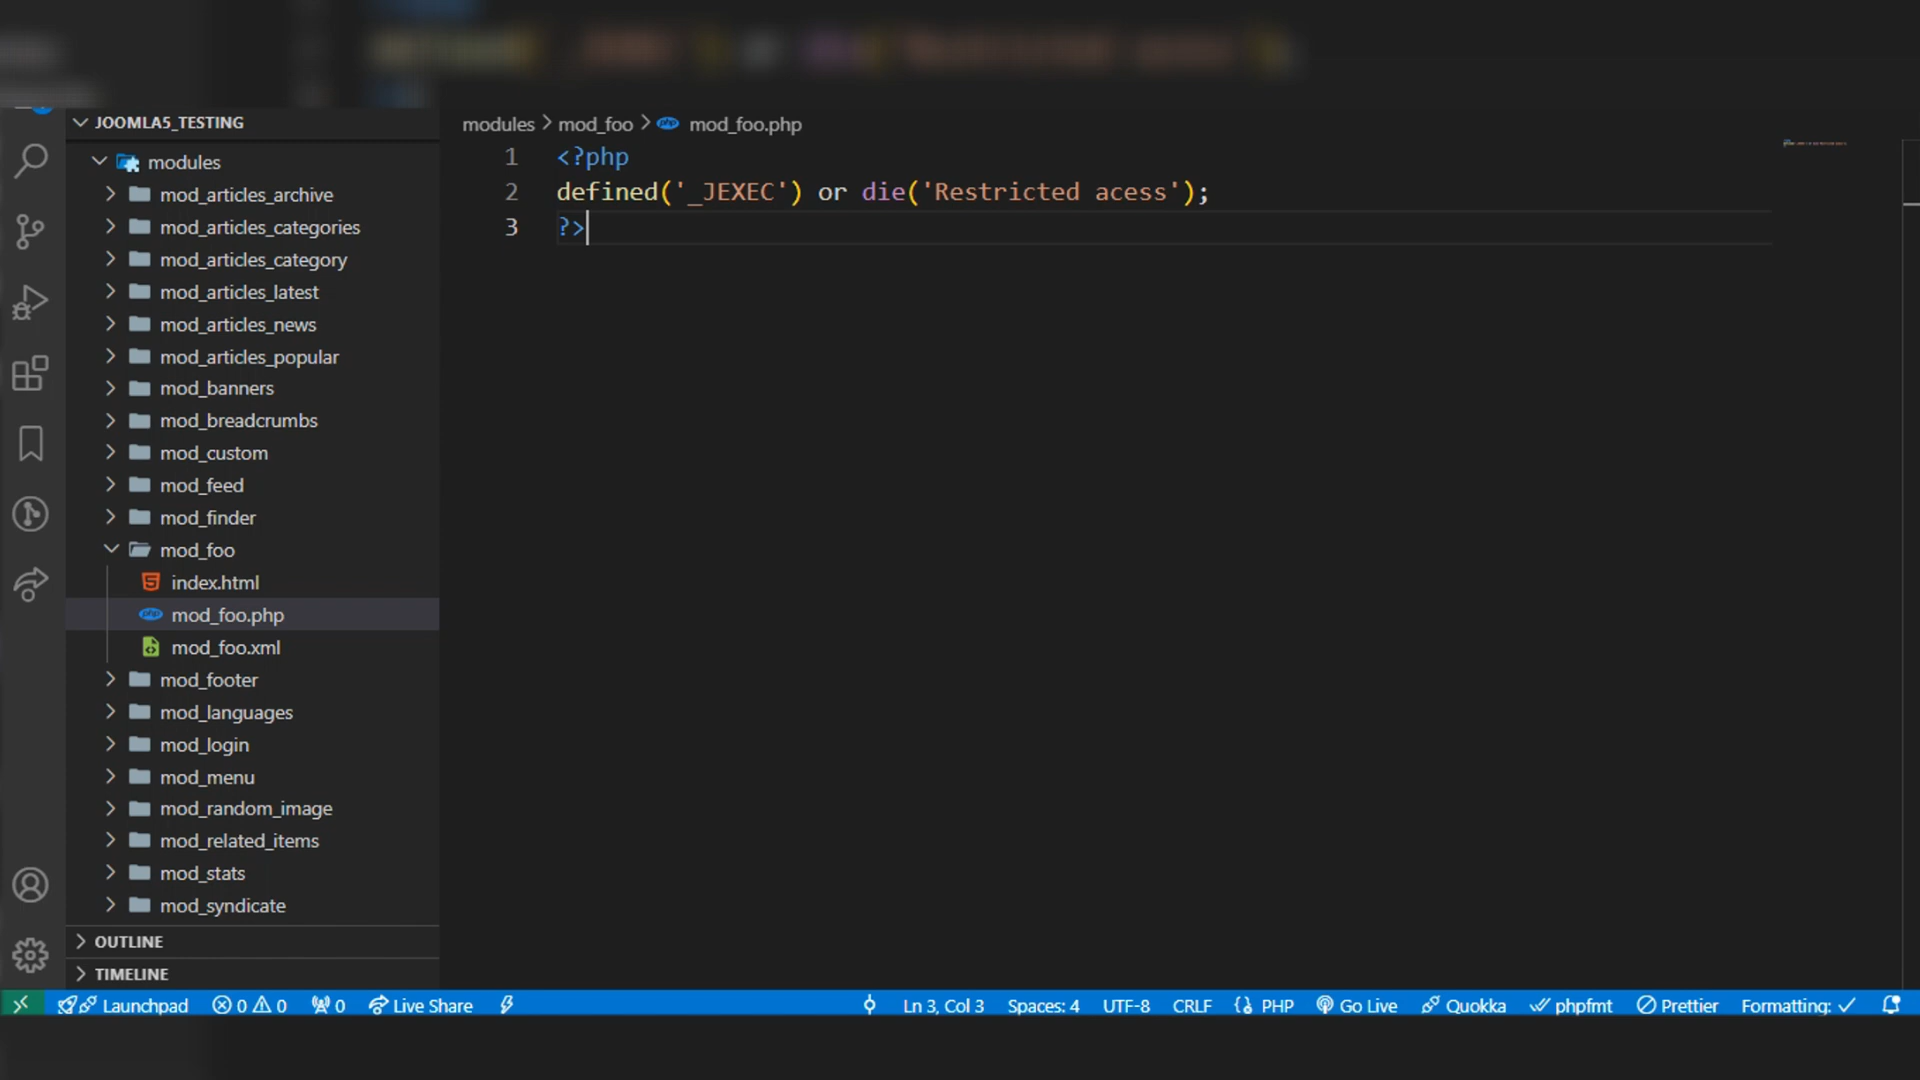 JOOMLA5_TESTING
modules
mod_articles_archive
mod_articles_categories
mod_articles_category
mod_articles_latest
mod_articles_news
mod_articles_popular
mod_banners
mod_breadcrumbs
mod_custom
mod_feed
mod_finder
mod_foo
index.html
mod_foo.php
mod_foo.xml
mod_footer
mod_languages
mod_login
mod_menu
mod_random_image
mod_related_items
mod_stats
mod_syndicate
OUTLINE
TIMELINE
modules > mod_foo > php mod_foo.php
1 <?php
2 defined('_JEXEC') or die('Restricted acess');
3 ?>
Launchpad 0 0 0 Live Share Ln 3, Col 3 Spaces: 4 UTF-8 CRLF PHP Go Live Quokka phpfmt Prettier Formatting: